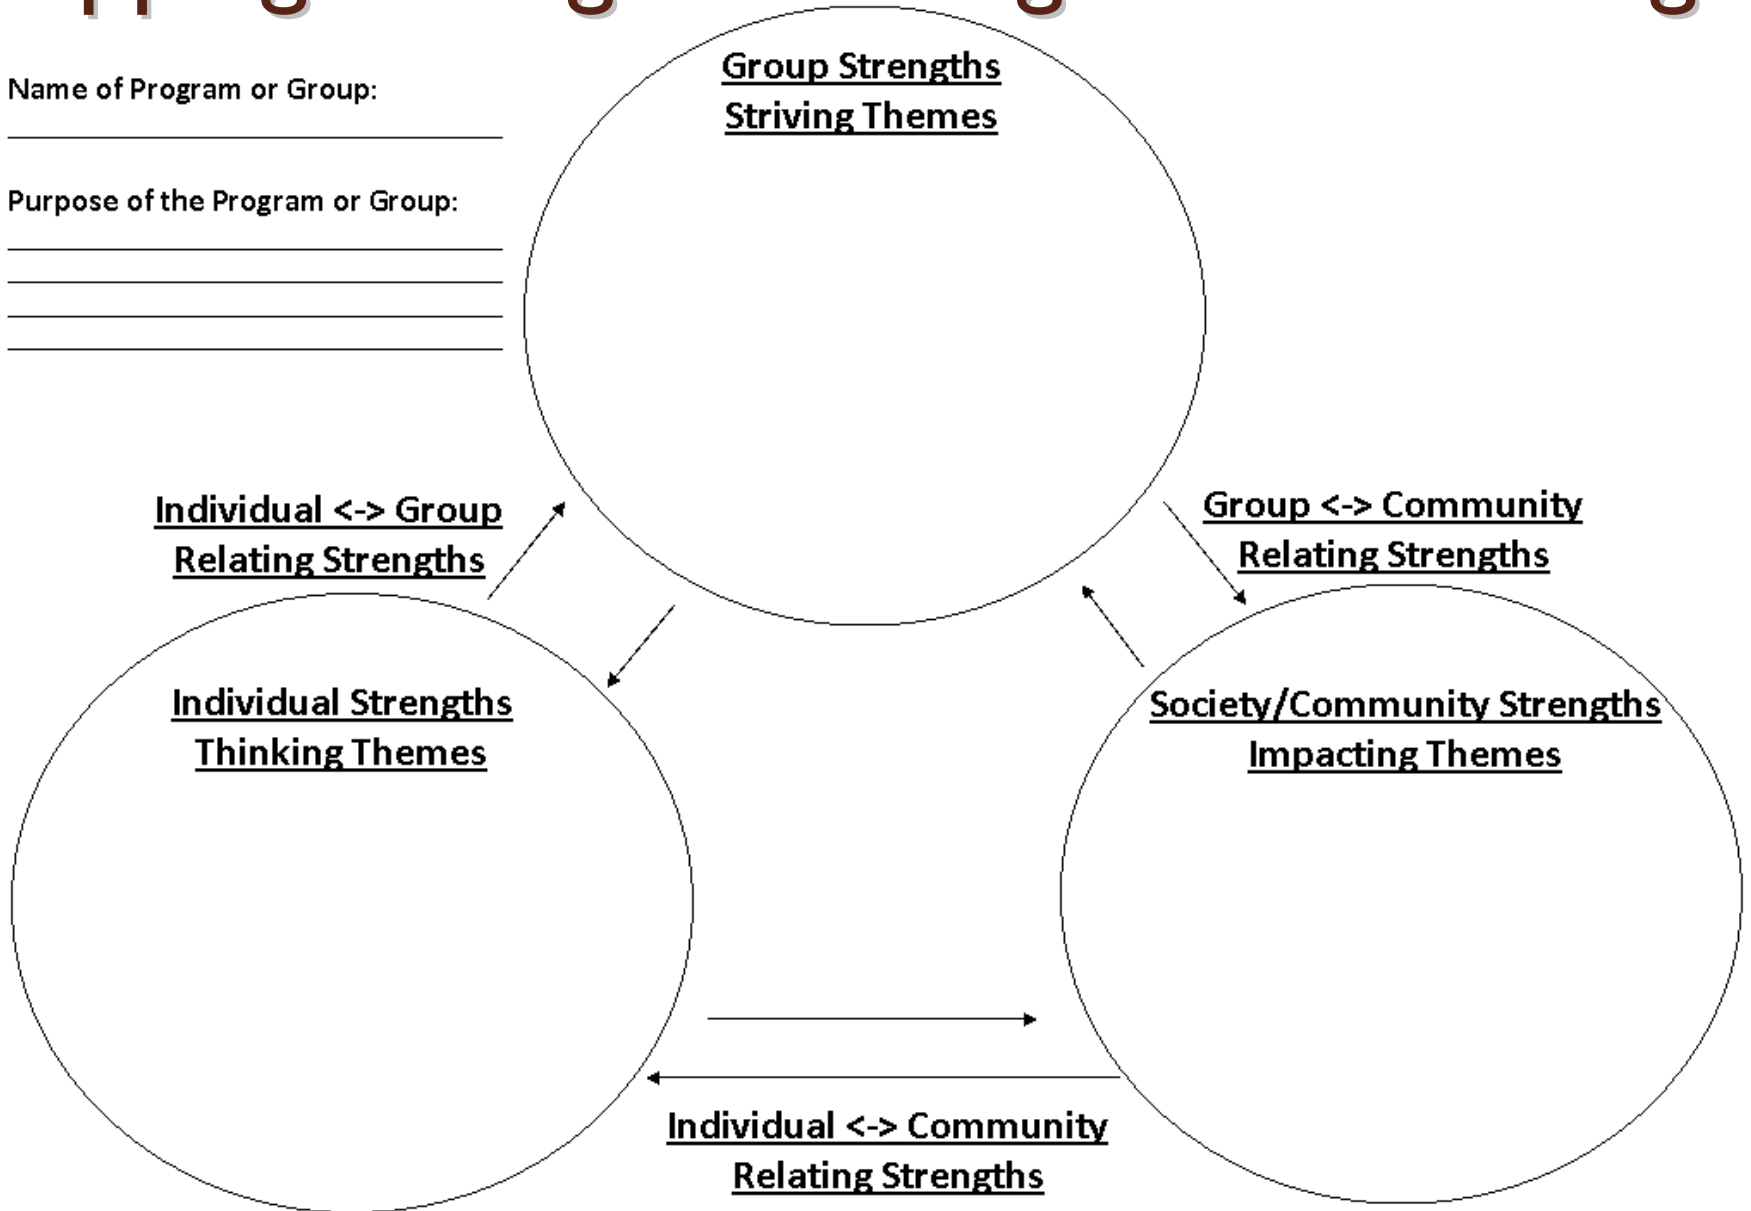 Group Strengths
Striving Themes
Name of Program or Group:
Purpose of the Program or Group:
Individual <-> Group
Relating Strengths
Group <-> Community
Relating Strengths
Individual Strengths
Thinking Themes
Society/Community Strengths
Impacting Themes
Individual <-> Community
Relating Strengths